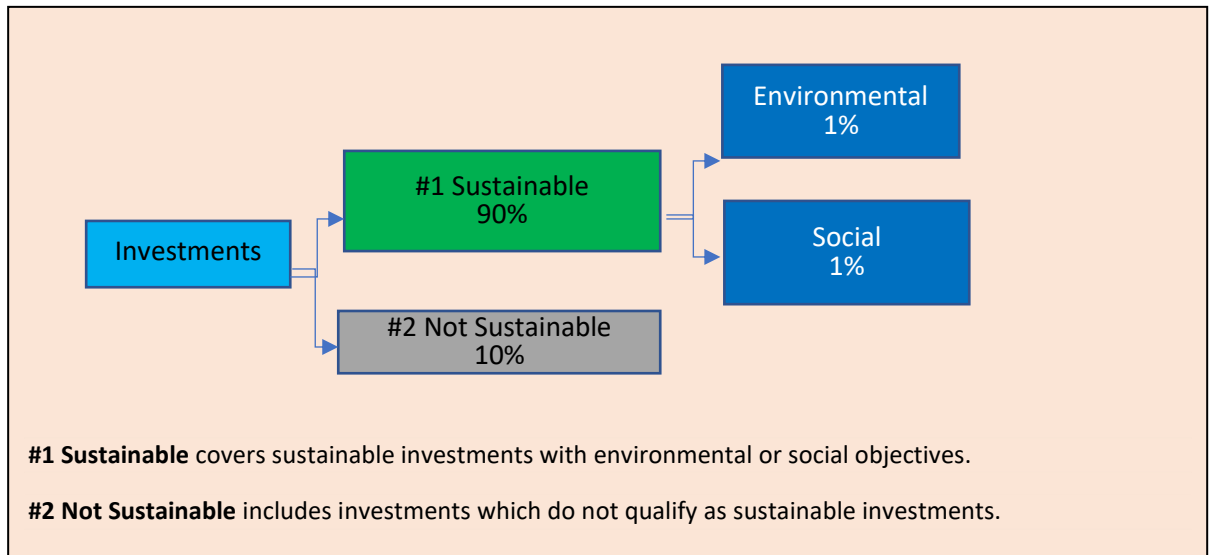 Environmental
1%
#1 Sustainable
90%
Investments
Social
1%
#2 Not Sustainable
10%
#1 Sustainable covers sustainable investments with environmental or social objectives.
#2 Not Sustainable includes investments which do not qualify as sustainable investments.